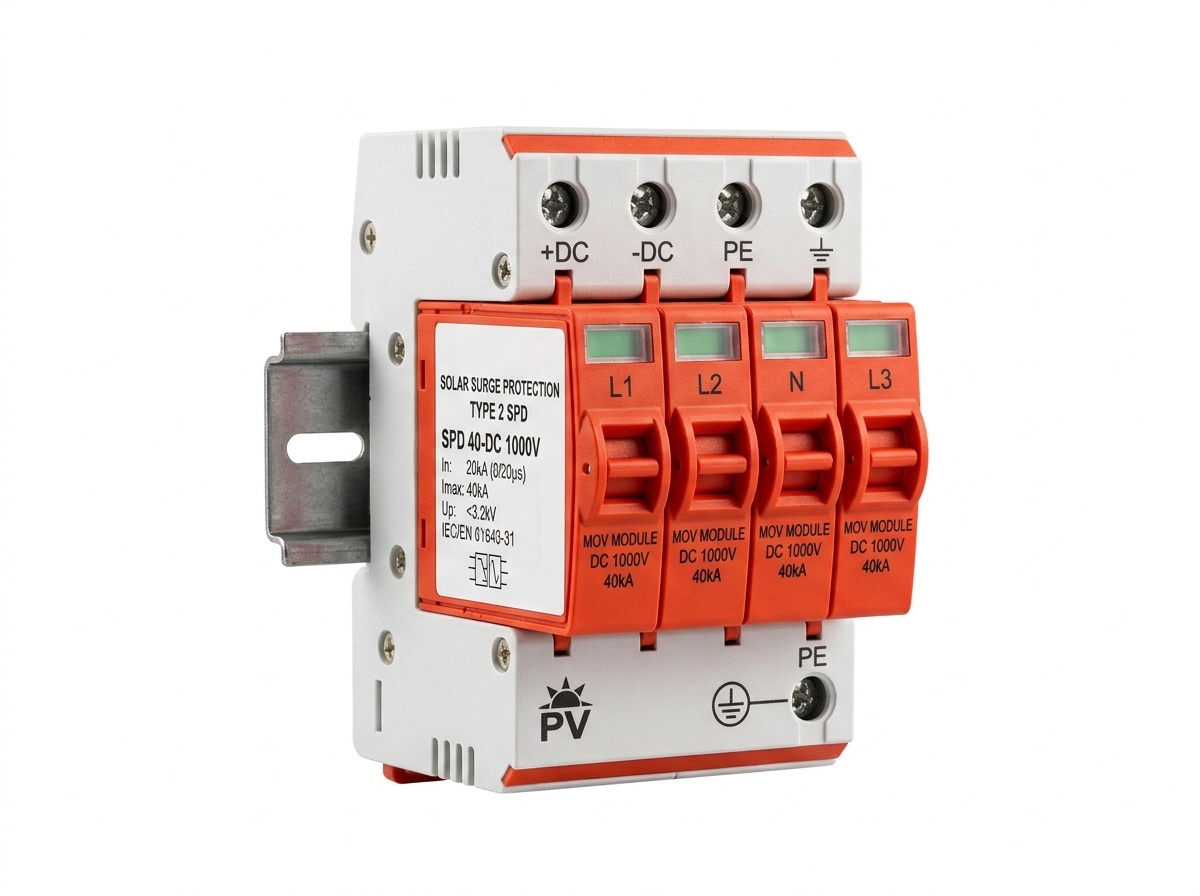 +DC -DC PE
L1 L2 N L3
SOLAR SURGE PROTECTION
TYPE 2 SPD
SPD 40-DC 1000V
In: 20kA (8/20µs)
Imax: 40kA
Up: <3.2kV
IEC/EN
MOV MODULE
DC 1000V
40kA
MOV MODULE
DC 1000V
40kA
MOV MODULE
DC 1000V
40kA
MOV MODULE
DC 1000V
40kA
PE
PV